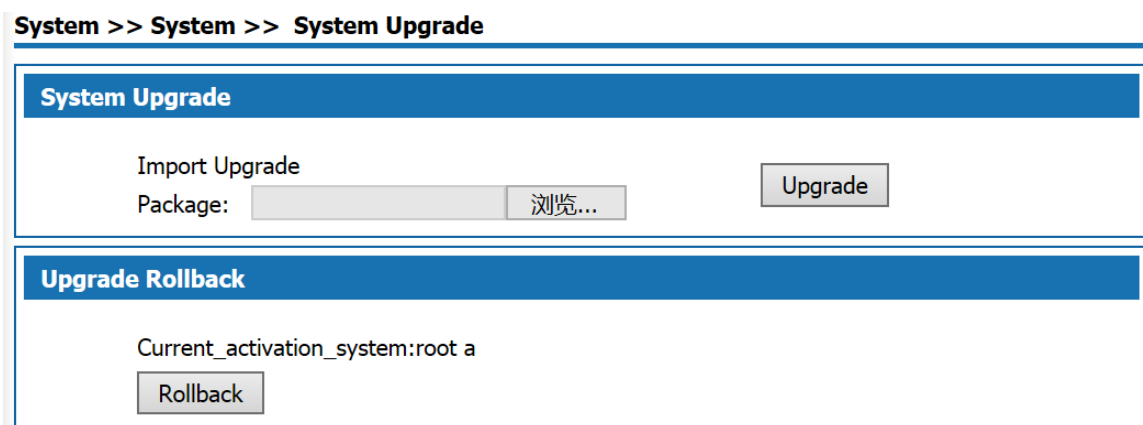 System >> System >> System Upgrade
System Upgrade
Import Upgrade
Package:
浏览...
Upgrade
Upgrade Rollback
Current_activation_system:root a
Rollback